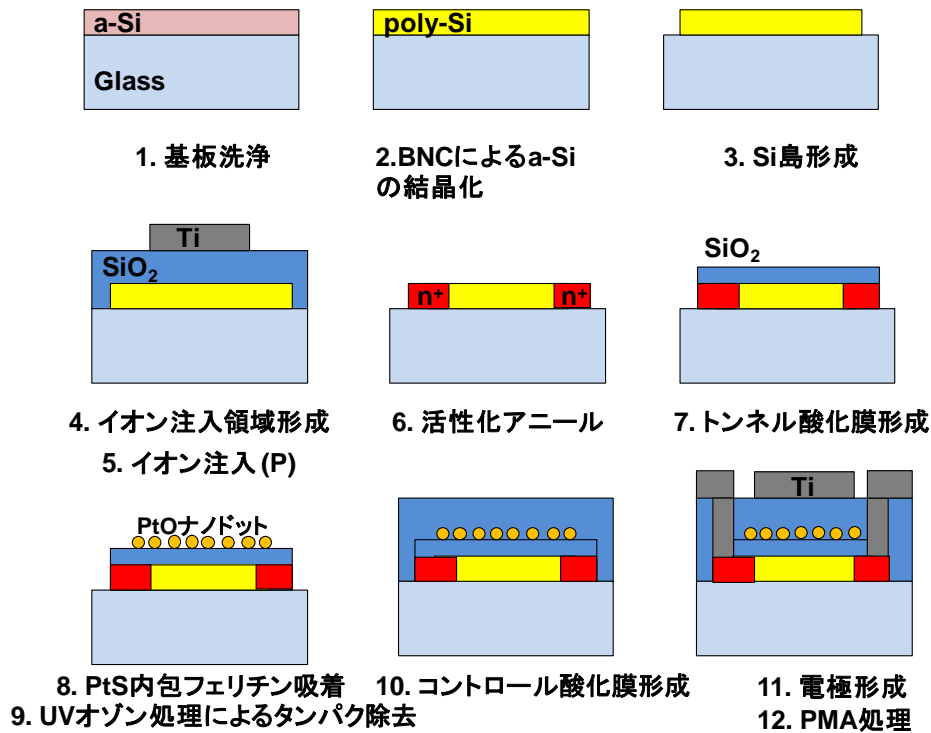 a-Si
Glass
poly-Si
1. 基板洗浄
2.BNCによるa-Si
の結晶化
3. Si島形成
Ti
SiO2
n+
n+
SiO2
4. イオン注入領域形成
5. イオン注入(P)
6. 活性化アニール
7. トンネル酸化膜形成
PtOナノドット
Ti
8. PtS内包フェリチン吸着
9. UVオゾン処理によるタンパク除去
10. コントロール酸化膜形成
11. 電極形成
12. PMA処理